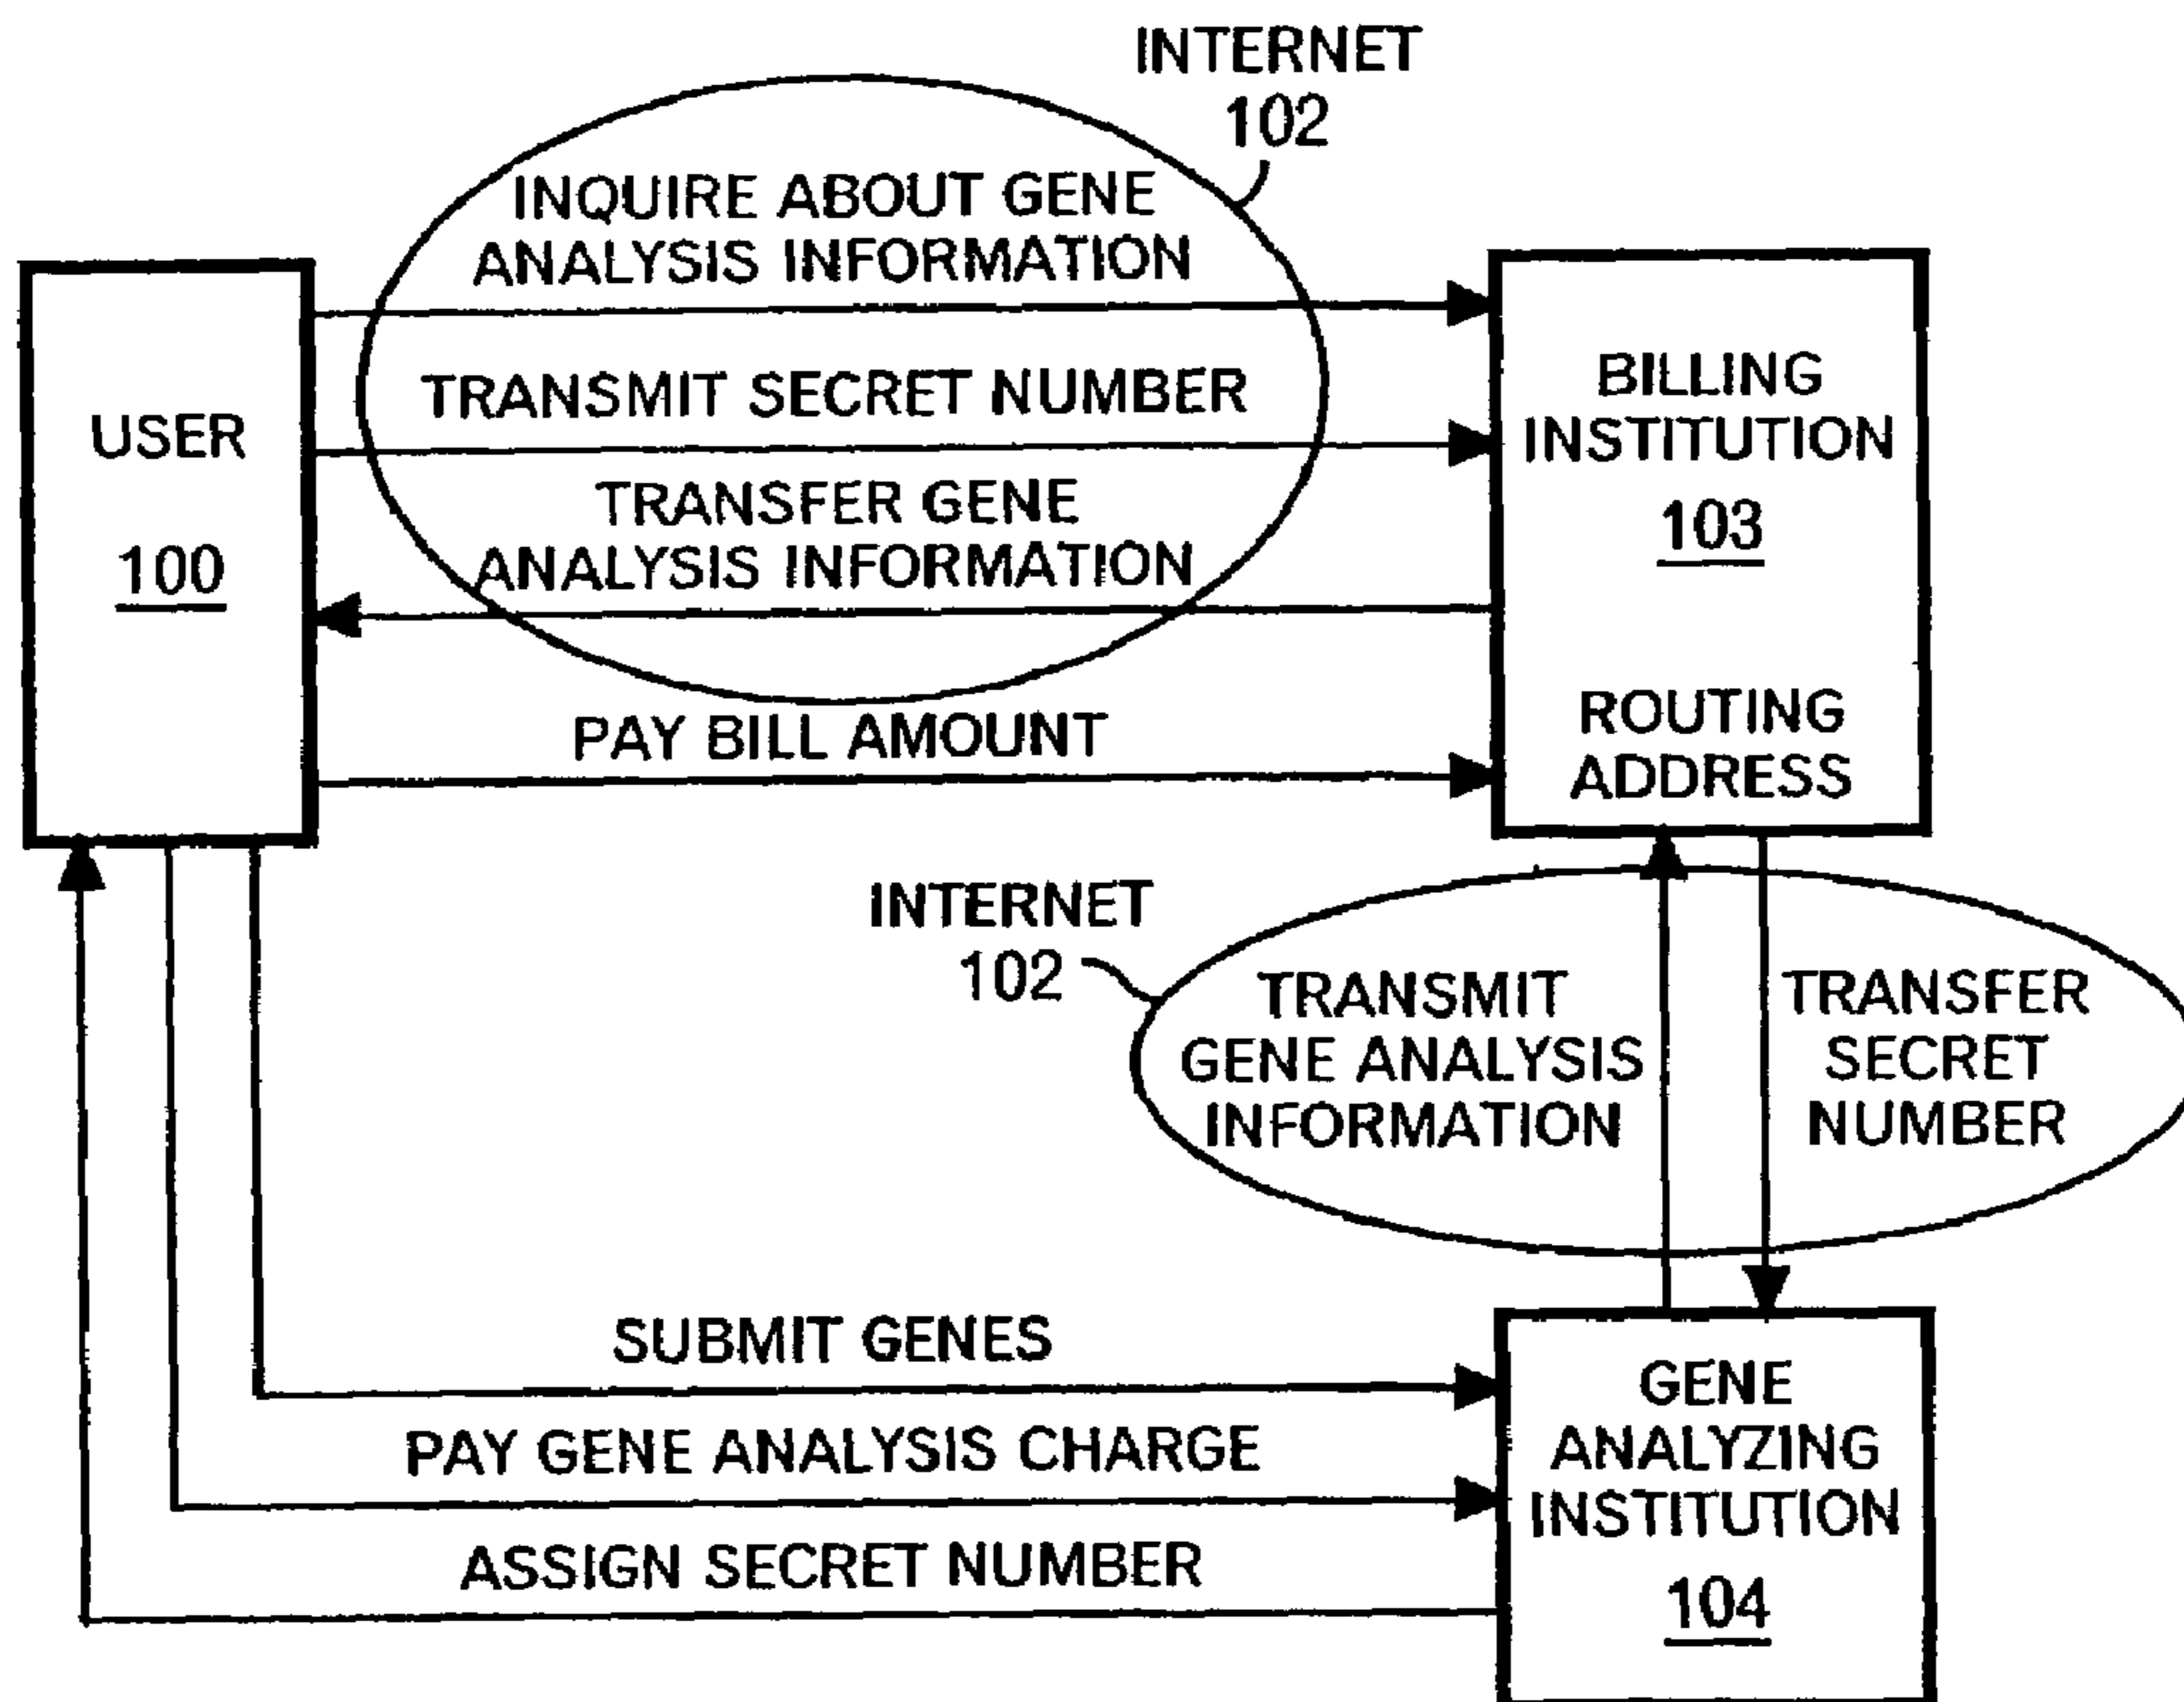 INTERNET
102
INQUIRE ABOUT GENE
ANALYSIS INFORMATION
TRANSMIT SECRET NUMBER
TRANSFER GENE
ANALYSIS INFORMATION
PAY BILL AMOUNT
USER
100
BILLING
INSTITUTION
103
ROUTING
ADDRESS
INTERNET
102
TRANSMIT
GENE ANALYSIS
INFORMATION
TRANSFER
SECRET
NUMBER
SUBMIT GENES
PAY GENE ANALYSIS CHARGE
ASSIGN SECRET NUMBER
GENE
ANALYZING
INSTITUTION
104